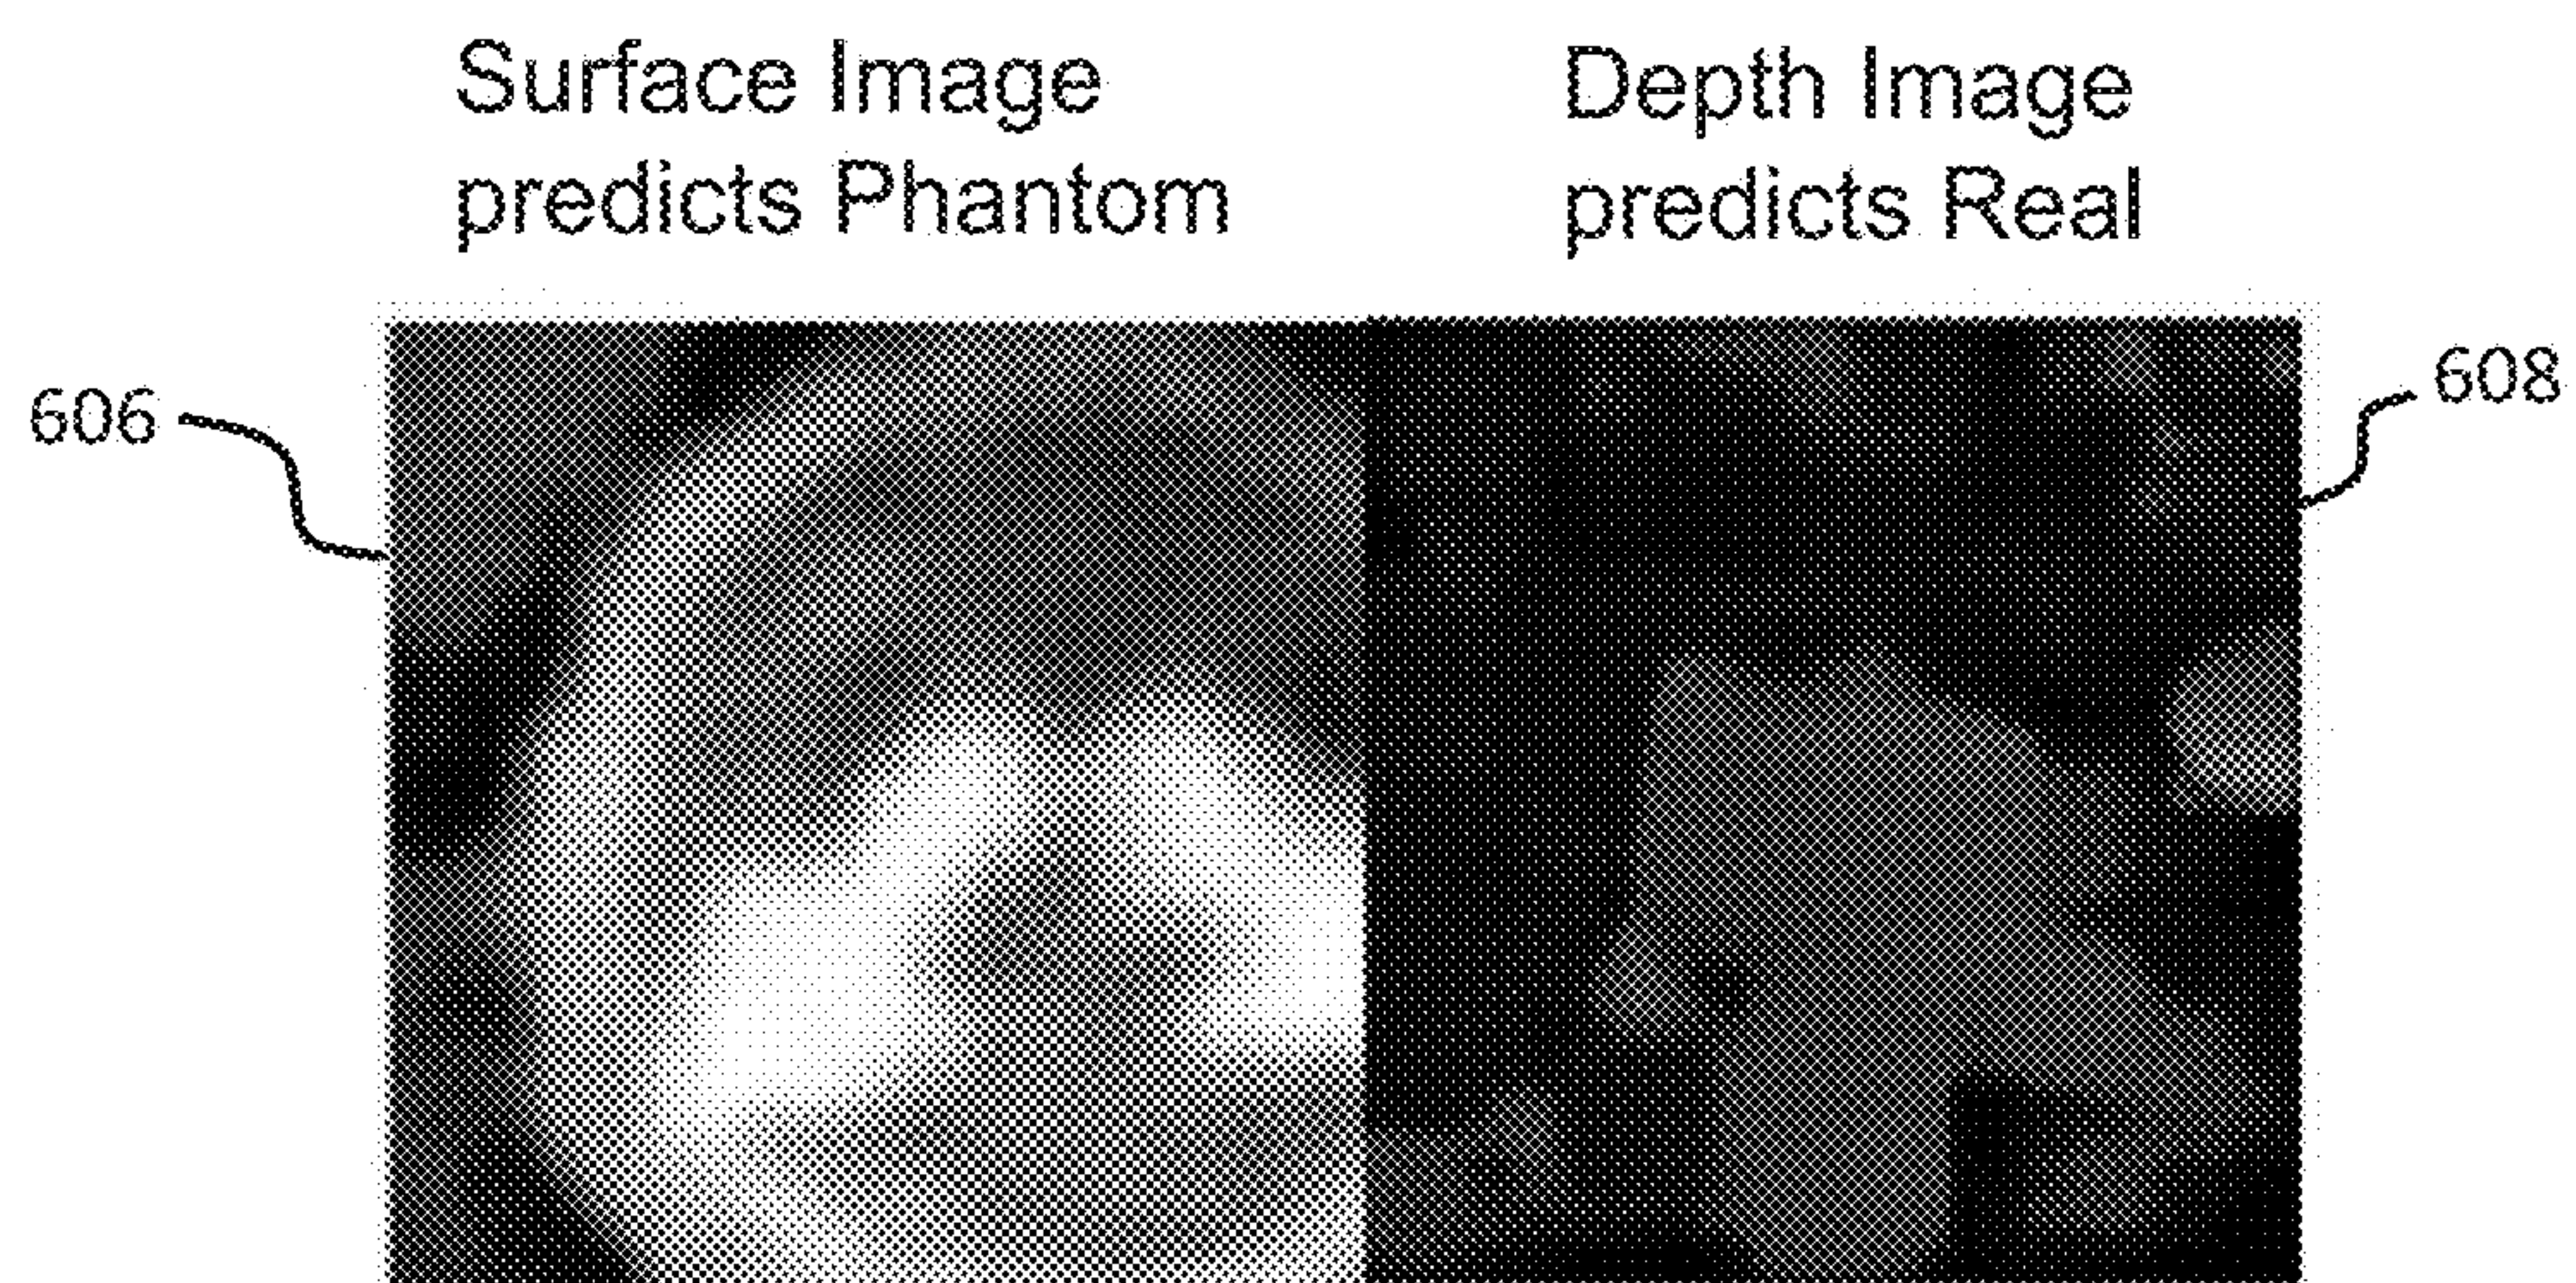 Surface Image
predicts Phantom
Depth Image
predicts Real
606
608